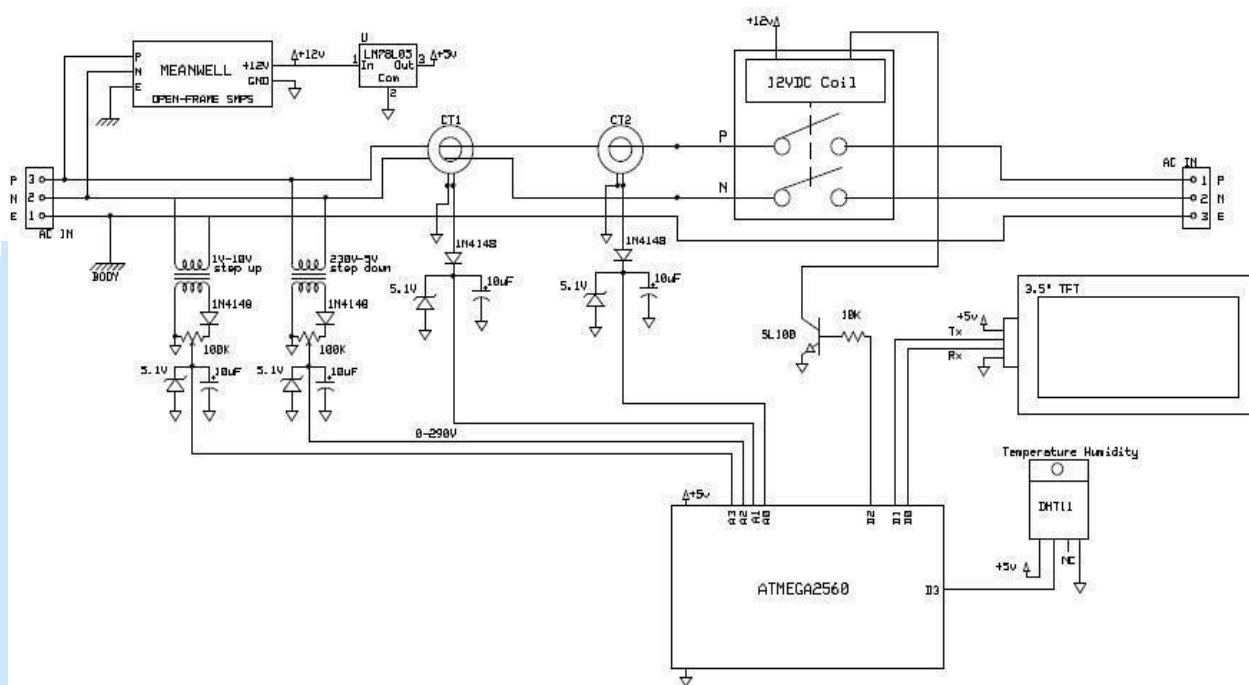 +12v
P
N
E
MEANWELL
+12V
GND
OPEN-FRAME SMPS
+12v
U
LM78L05
1
In
Out
3
Com
2
+5v
12VDC Coil
CT1
CT2
P
N
P 3
N 2
E 1
AC IN
AC IN
1 P
2 N
3 E
BODY
1V-10V
step up
230V-9V
step down
1N4148
1N4148
1N4148
1N4148
100K
100K
5.1V
10uF
5.1V
10uF
5.1V
10uF
5.1V
10uF
SL100
10K
3.5" TFT
+5v
Tx
Rx
0-290V
Temperature Humidity
DHT11
NC
+5v
+5v
A3
A2
A1
A0
D2
D1
D0
D3
ATMEGA2560